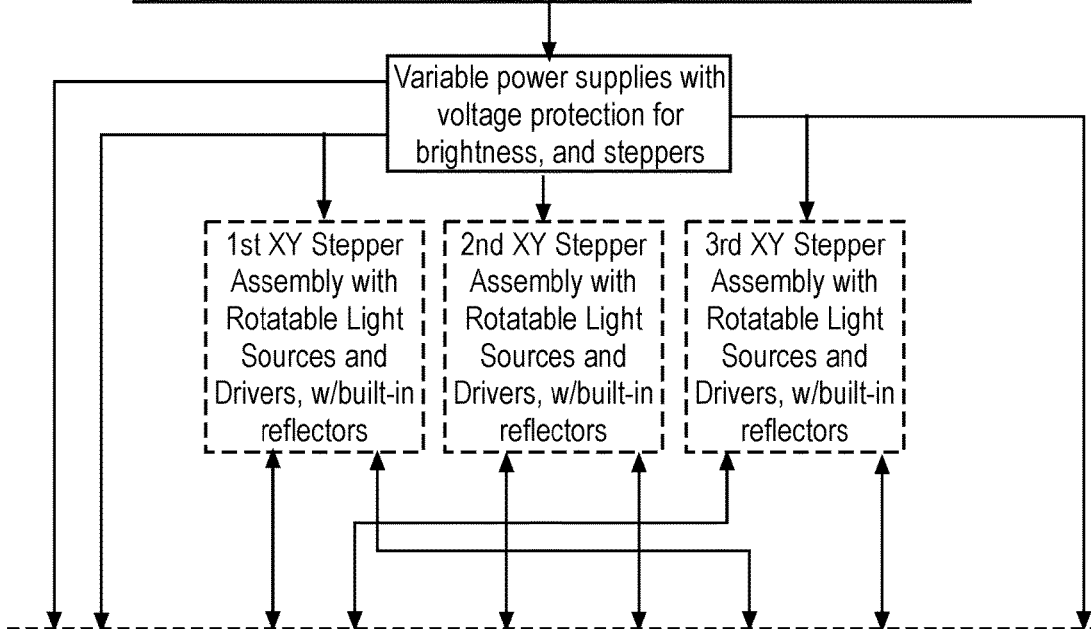 Variable power supplies with
voltage protection for
brightness, and steppers
1st XY Stepper
Assembly with
Rotatable Light
Sources and
Drivers, w/built-in
reflectors
2nd XY Stepper
Assembly with
Rotatable Light
Sources and
Drivers, w/built-in
reflectors
3rd XY Stepper
Assembly with
Rotatable Light
Sources and
Drivers, w/built-in
reflectors